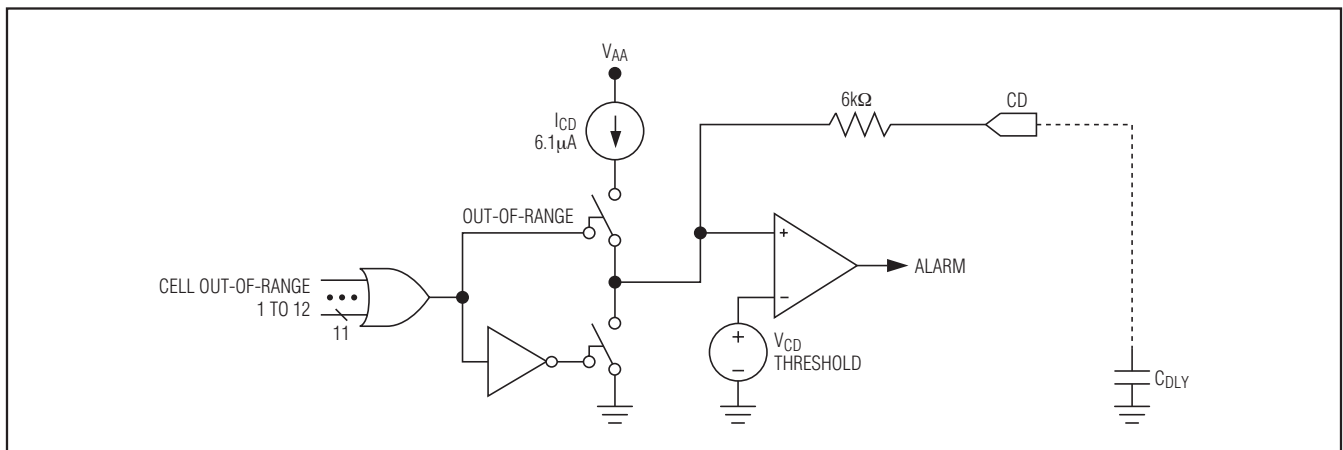 VAA
ICD
6.1µA
6kΩ
CD
OUT-OF-RANGE
CELL OUT-OF-RANGE
1 TO 12
11
+
−
ALARM
+
−
VCD
THRESHOLD
CDLY